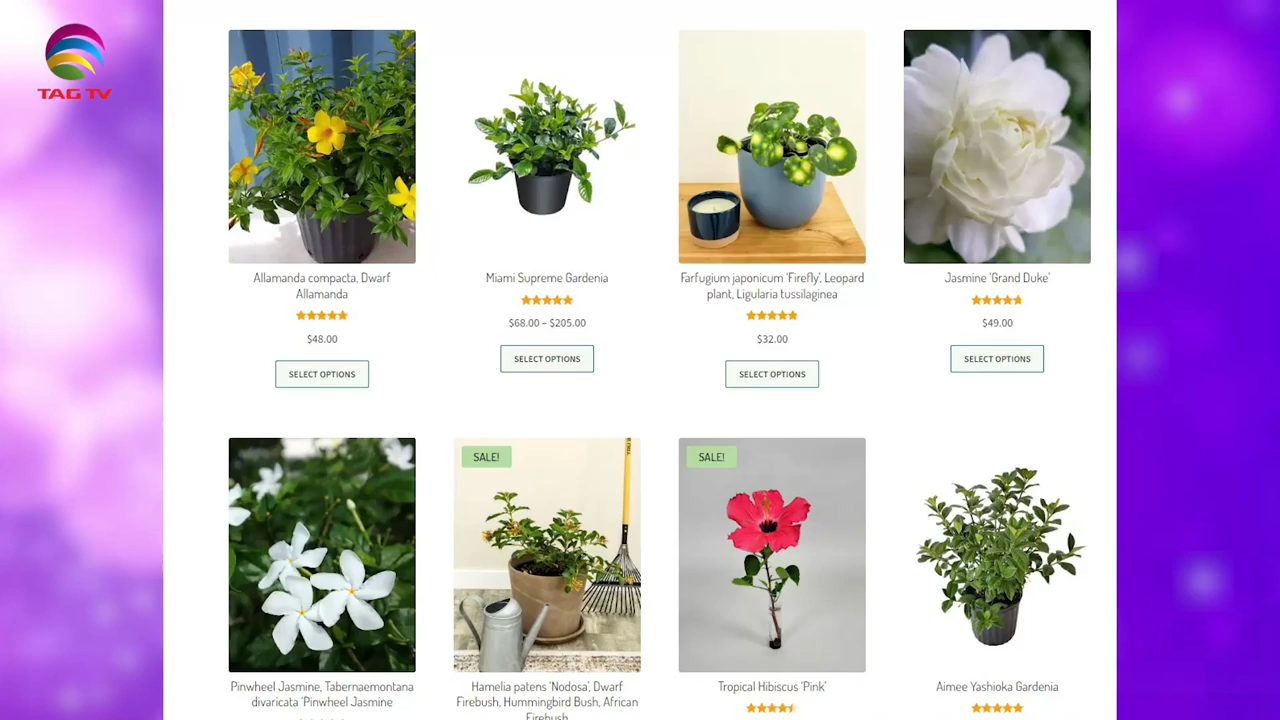 TAG TV
Allamanda compacta, Dwarf
Allamanda
$48.00
SELECT OPTIONS
Miami Supreme Gardenia
$68.00 – $205.00
SELECT OPTIONS
Farfugium japonicum ‘Firefly’, Leopard
plant, Ligularia tussilaginea
$32.00
SELECT OPTIONS
Jasmine ‘Grand Duke’
$49.00
SELECT OPTIONS
Pinwheel Jasmine, Tabernaemontana
divaricata ‘Pinwheel Jasmine
SALE!
Hamelia patens ‘Nodosa’, Dwarf
Firebush, Hummingbird Bush, African
Firebush
SALE!
Tropical Hibiscus ‘Pink’
Aimee Yashioka Gardenia